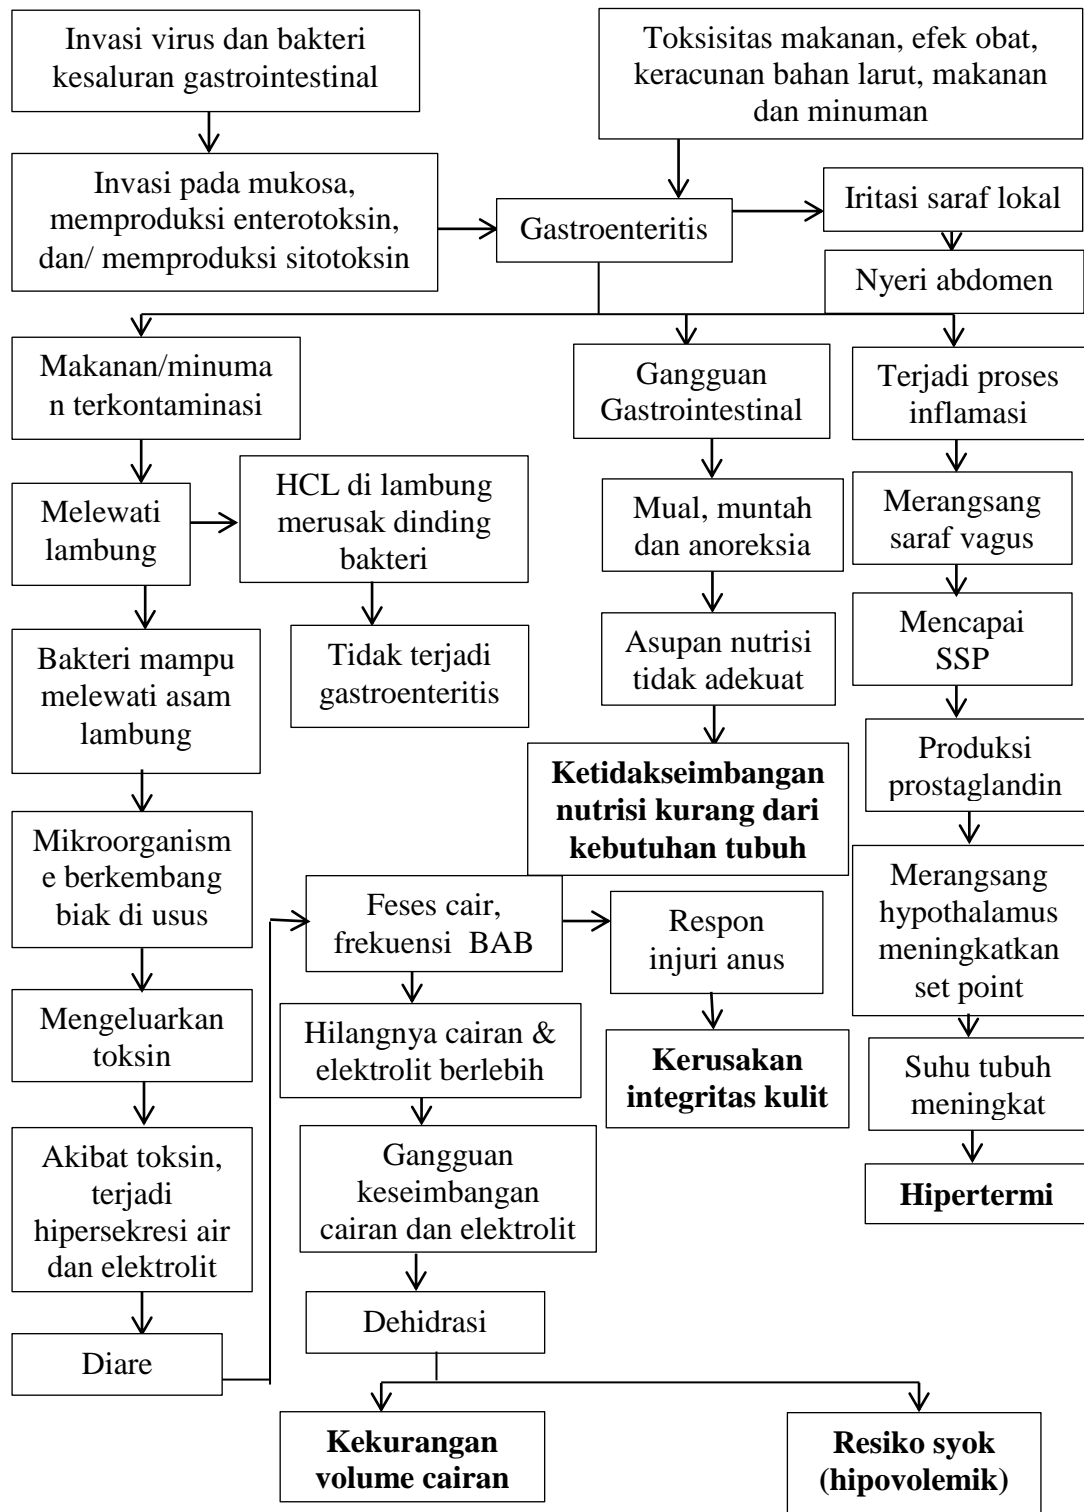 Invasi virus dan bakteri
kesaluran gastrointestinal
Toksisitas makanan, efek obat,
keracunan bahan larut, makanan
dan minuman
Invasi pada mukosa,
memproduksi enterotoksin,
dan/ memproduksi sitotoksin
Gastroenteritis
Iritasi saraf lokal
Nyeri abdomen
Makanan/minuma
n terkontaminasi
Gangguan
Gastrointestinal
Terjadi proses
inflamasi
Melewati
lambung
HCL di lambung
merusak dinding
bakteri
Mual, muntah
dan anoreksia
Merangsang
saraf vagus
Bakteri mampu
melewati asam
lambung
Tidak terjadi
gastroenteritis
Asupan nutrisi
tidak adekuat
Mencapai
SSP
Ketidakseimbangan
nutrisi kurang dari
kebutuhan tubuh
Produksi
prostaglandin
Mikroorganism
e berkembang
biak di usus
Feses cair,
frekuensi BAB
Respon
injuri anus
Merangsang
hypothalamus
meningkatkan
set point
Mengeluarkan
toksin
Hilangnya cairan &
elektrolit berlebih
Kerusakan
integritas kulit
Suhu tubuh
meningkat
Akibat toksin,
terjadi
hipersekresi air
dan elektrolit
Gangguan
keseimbangan
cairan dan elektrolit
Hipertermi
Diare
Dehidrasi
Kekurangan
volume cairan
Resiko syok
(hipovolemik)